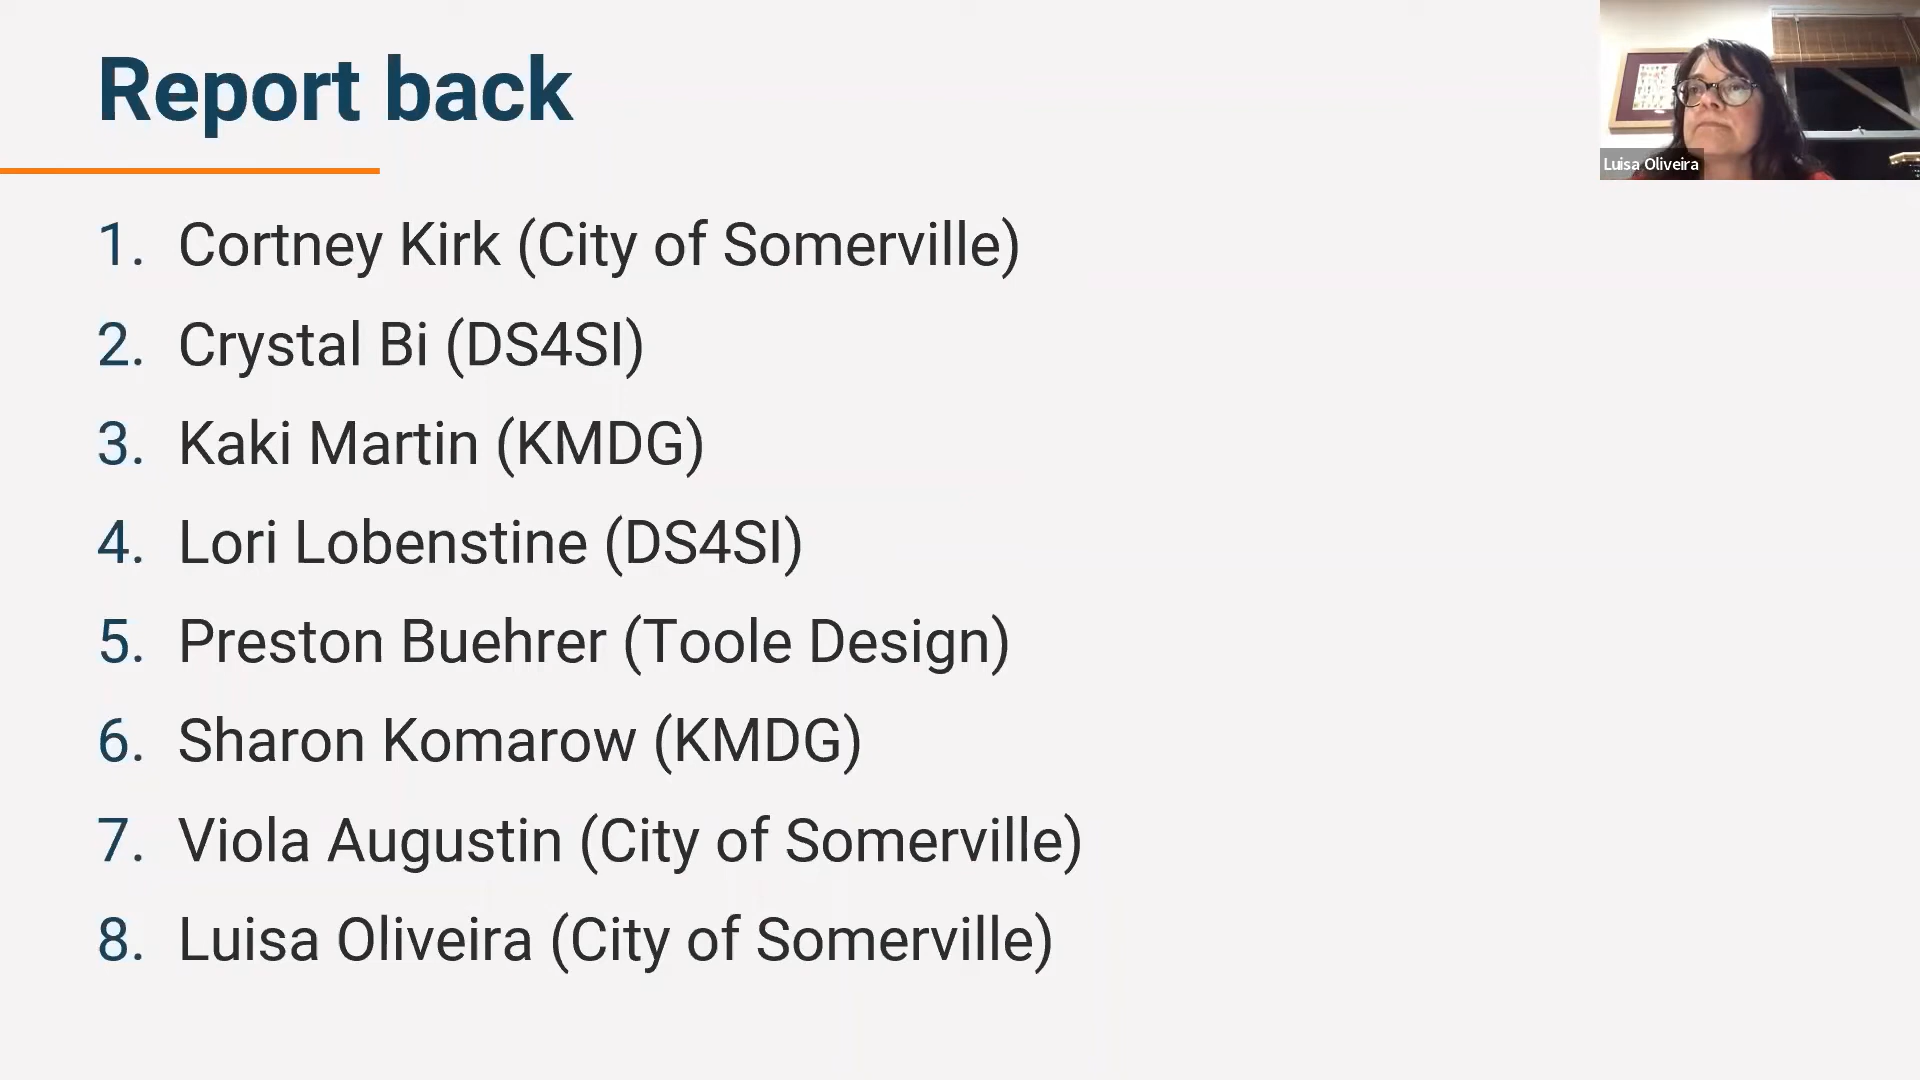 Report back
Luisa Oliveira
1. Cortney Kirk (City of Somerville)
2. Crystal Bi (DS4SI)
3. Kaki Martin (KMDG)
4. Lori Lobenstine (DS4SI)
5. Preston Buehrer (Toole Design)
6. Sharon Komarow (KMDG)
7. Viola Augustin (City of Somerville)
8. Luisa Oliveira (City of Somerville)